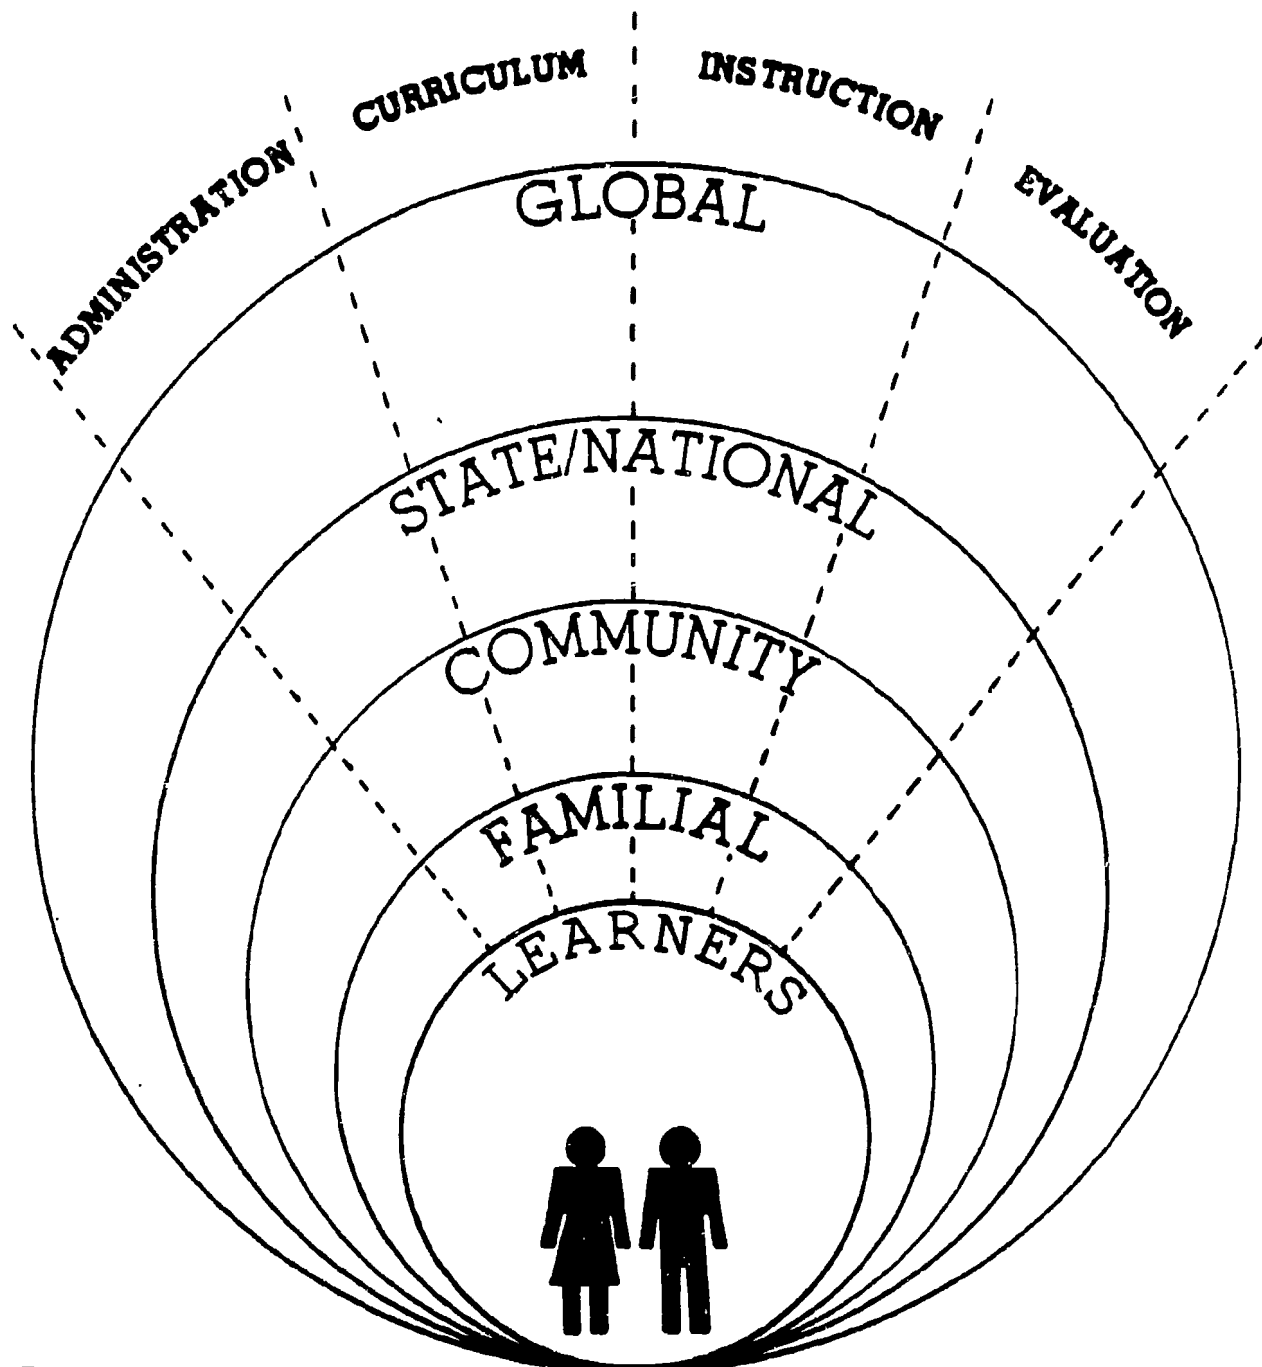 ADMINISTRATION
CURRICULUM
INSTRUCTION
EVALUATION
GLOBAL
STATE/NATIONAL
COMMUNITY
FAMILIAL
LEARNERS